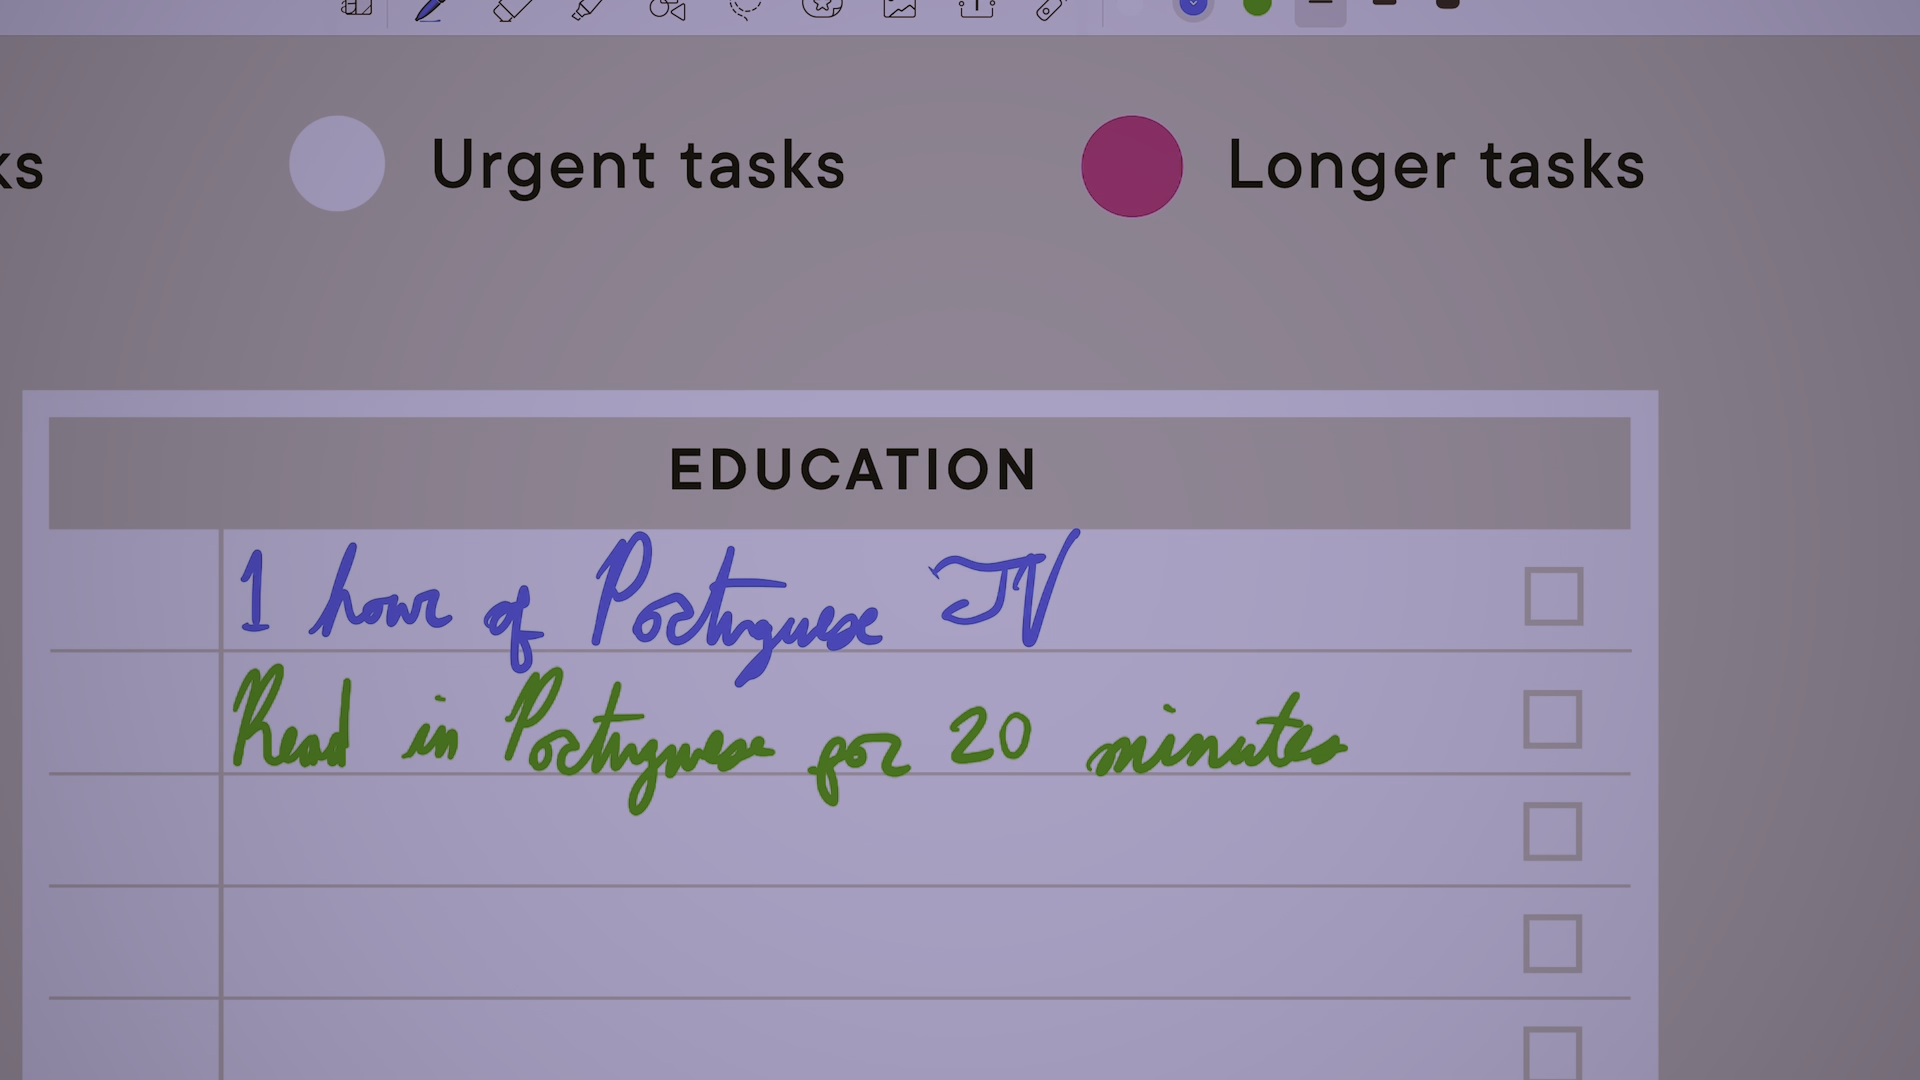 ks Urgent tasks Longer tasks
EDUCATION
1 hour of Portuguese TV
Read in Portuguese for 20 minutes